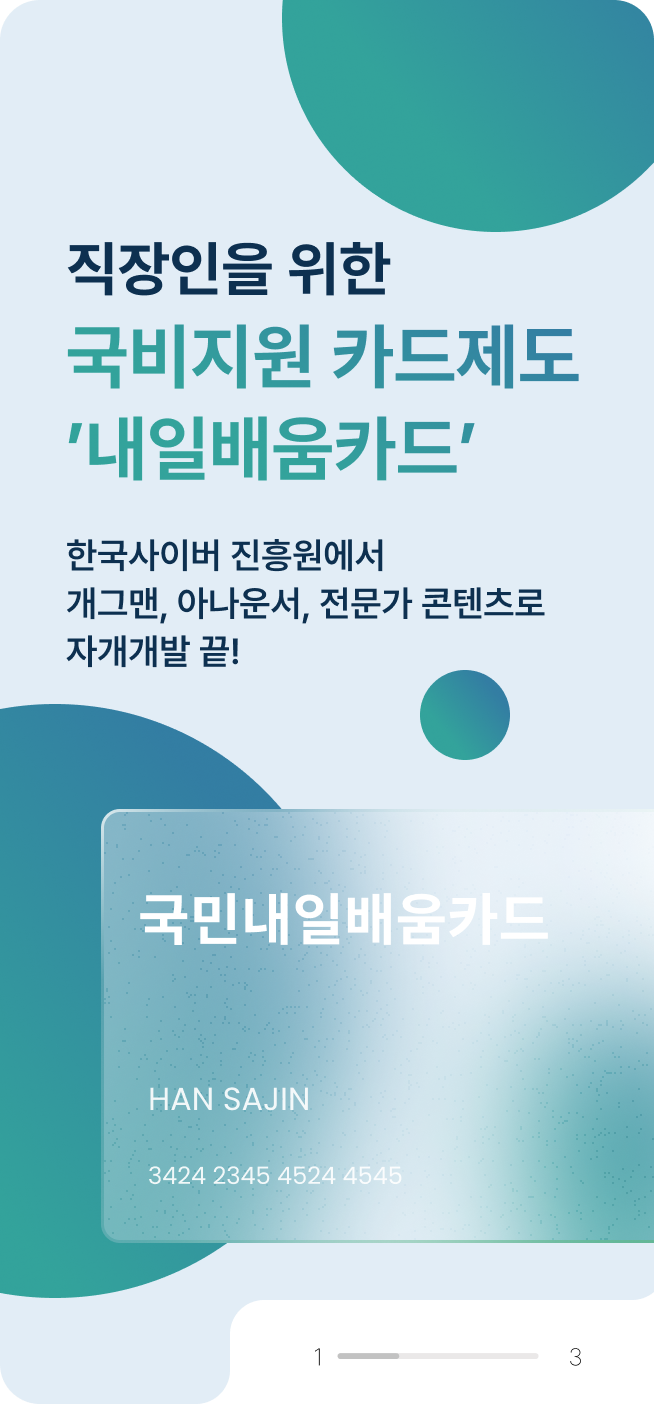 직장인을 위한
국비지원 카드제도
'내일배움카드'
한국사이버 진흥원에서
개그맨, 아나운서, 전문가 콘텐츠로
자개개발 끝!
국민내일배움카드
HAN SAJIN
3424 2345 4524 4545
1 3